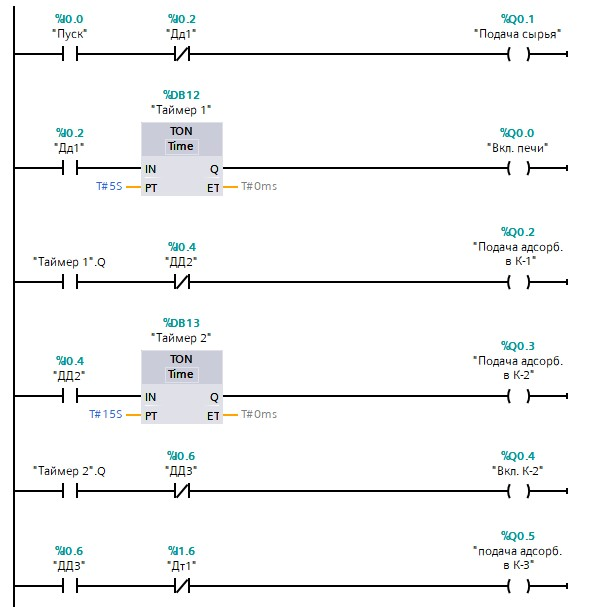 %I0.0 %I0.2 %Q0.1
"Пуск" "Дд1" "Подача сырья"
%DB12
"Таймер 1"
%I0.2 TON %Q0.0
"Дд1" Time "Вкл. печи"
IN Q
T#5S PT ET T#0ms
%Q0.2
%I0.4 "Подача адсорб.
"Таймер 1".Q "ДД2" в К-1"
%DB13
"Таймер 2" %Q0.3
%I0.4 TON "Подача адсорб.
"ДД2" Time в К-2"
IN Q
T#15S PT ET T#0ms
%I0.6 %Q0.4
"Таймер 2".Q "ДД3" "Вкл. К-2"
%Q0.5
%I0.6 %I1.6 "подача адсорб.
"ДД3" "Дт1" в К-3"